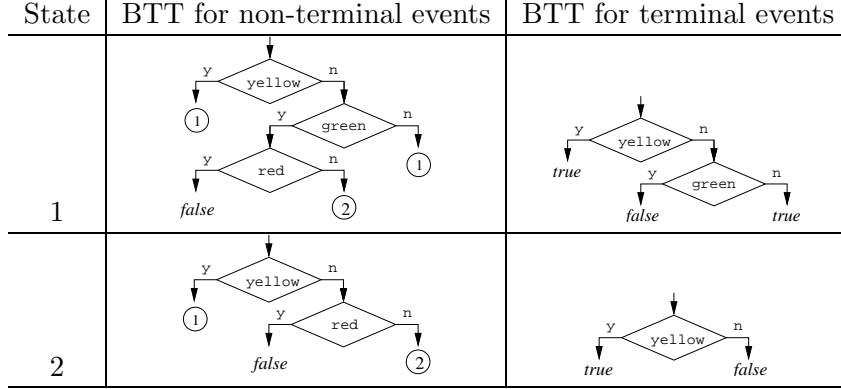 State BTT for non-terminal events BTT for terminal events
y yellow n
1 y green n
y red n 1
false 2
y yellow n
true y green n
false true
1
y yellow n
1 y red n
false 2
y yellow n
true false
2